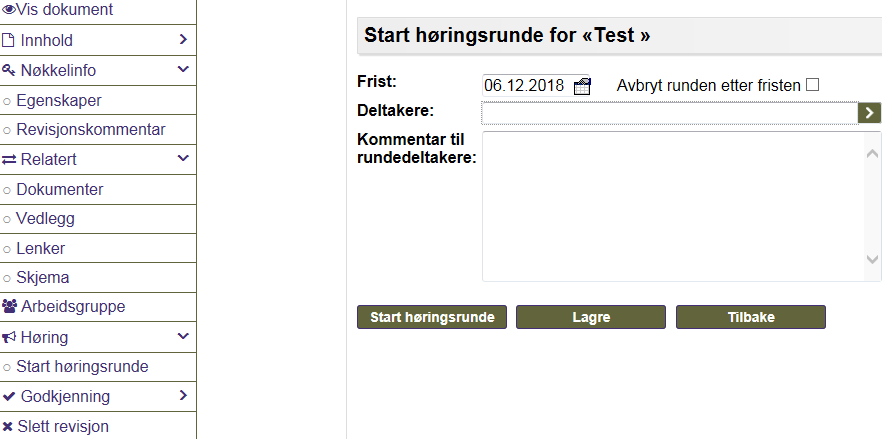 Vis dokument
Innhold
Nøkkelinfo
Egenskaper
Revisjonskommentar
Relatert
Dokumenter
Vedlegg
Lenker
Skjema
Arbeidsgruppe
Høring
Start høringsrunde
Godkjenning
Slett revisjon
Start høringsrunde for «Test »
Frist: 06.12.2018 Avbryt runden etter fristen
Deltakere:
Kommentar til
rundedeltakere:
Start høringsrunde Lagre Tilbake